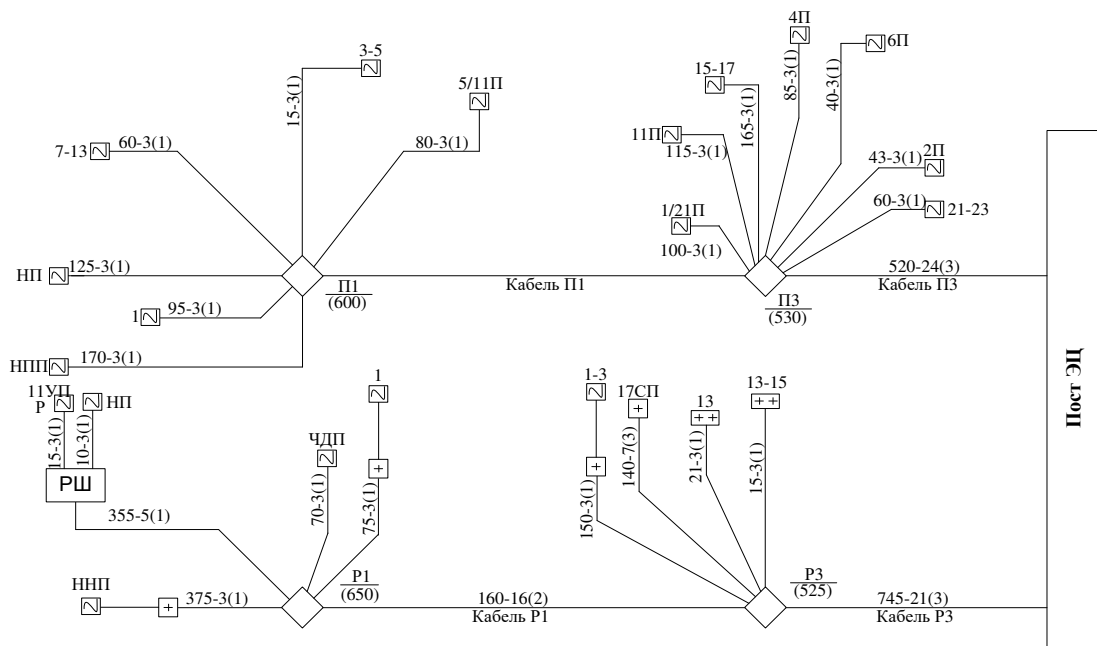 4П
3-5
6П
5/11П
15-17
15-3(1)
85-3(1)
40-3(1)
165-3(1)
7-13
60-3(1)
80-3(1)
11П
115-3(1)
43-3(1)
2П
1/21П
60-3(1)
21-23
100-3(1)
НП
125-3(1)
П1
(600)
Кабель П1
П3
(530)
520-24(3)
Кабель П3
1
95-3(1)
НПП
170-3(1)
Пост ЭЦ
11УП
Р
НП
1
1-3
17СП
13
13-15
15-3(1)
10-3(1)
ЧДП
РШ
70-3(1)
75-3(1)
150-3(1)
140-7(3)
21-3(1)
15-3(1)
355-5(1)
ННП
375-3(1)
Р1
(650)
160-16(2)
Кабель Р1
Р3
(525)
745-21(3)
Кабель Р3